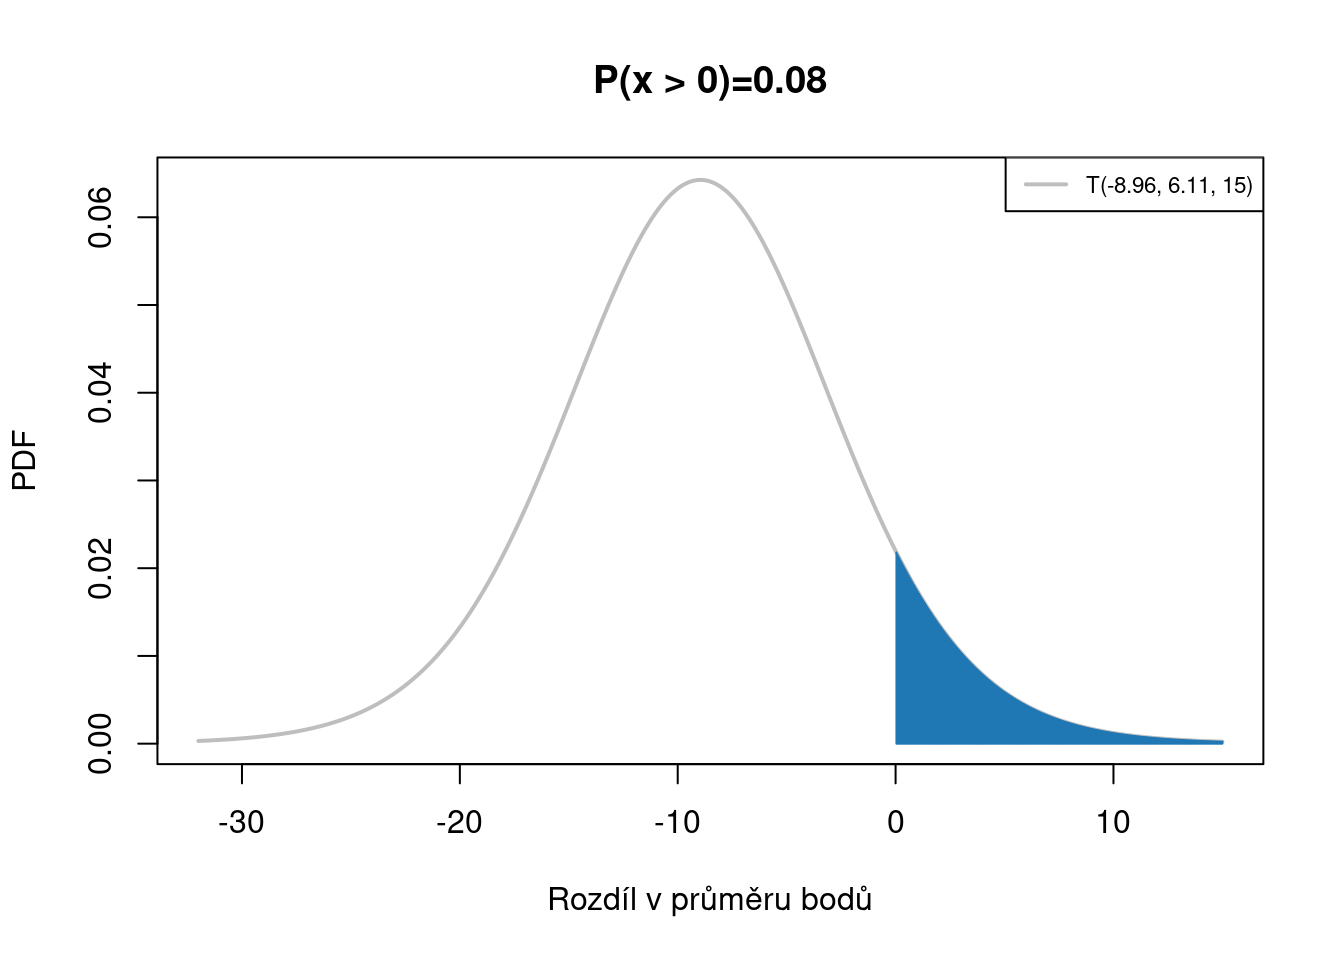 P(x > 0)=0.08
T(-8.96, 6.11, 15)
PDF
0.06
0.04
0.02
0.00
-30 -20 -10 0 10
Rozdíl v průměru bodů